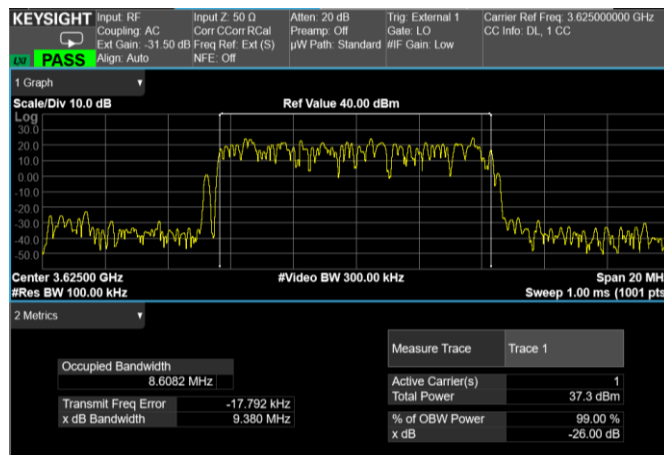 KEYSIGHT Input: RF Input Z: 50 Ω Atten: 20 dB Trig: External 1 Carrier Ref Freq: 3.625000000 GHz
Coupling: AC Corr CCorr RCal Preamp: Off Gate: LO CC Info: DL, 1 CC
Ext Gain: -31.50 dB Freq Ref: Ext (S) µW Path: Standard #IF Gain: Low
LXI PASS Align: Auto NFE: Off
1 Graph
Scale/Div 10.0 dB Ref Value 40.00 dBm
Log
30.0
20.0
10.0
0.00
-10.0
-20.0
-30.0
-40.0
-50.0
Center 3.62500 GHz #Video BW 300.00 kHz Span 20 MH
#Res BW 100.00 kHz Sweep 1.00 ms (1001 pts
2 Metrics
Measure Trace Trace 1
Occupied Bandwidth
8.6082 MHz
Active Carrier(s) 1
Total Power 37.3 dBm
Transmit Freq Error -17.792 kHz
x dB Bandwidth 9.380 MHz
% of OBW Power 99.00 %
x dB -26.00 dB